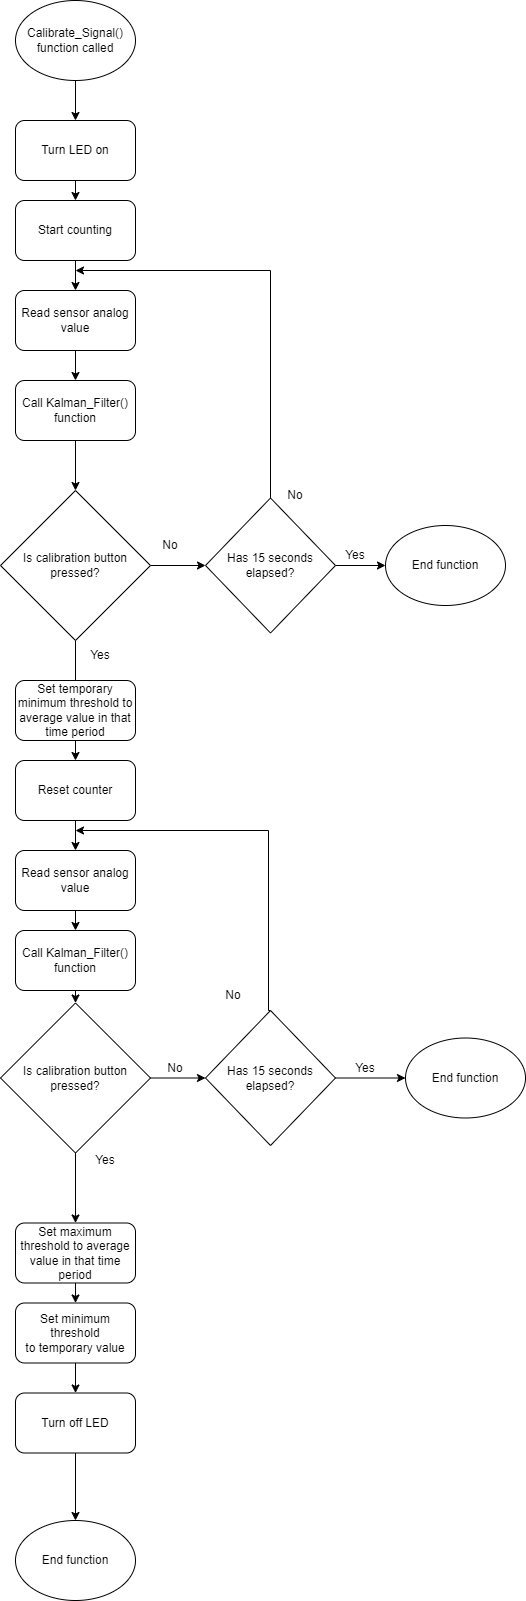 Calibrate_Signal()
function called
Turn LED on
Start counting
Read sensor analog
value
Call Kalman_Filter()
function
Is calibration button
pressed?
No
Has 15 seconds
elapsed?
No
Yes
End function
Yes
Set temporary
minimum threshold to
average value in that
time period
Reset counter
Read sensor analog
value
Call Kalman_Filter()
function
Is calibration button
pressed?
No
Has 15 seconds
elapsed?
No
Yes
End function
Yes
Set maximum
threshold to average
value in that time
period
Set minimum
threshold
to temporary value
Turn off LED
End function